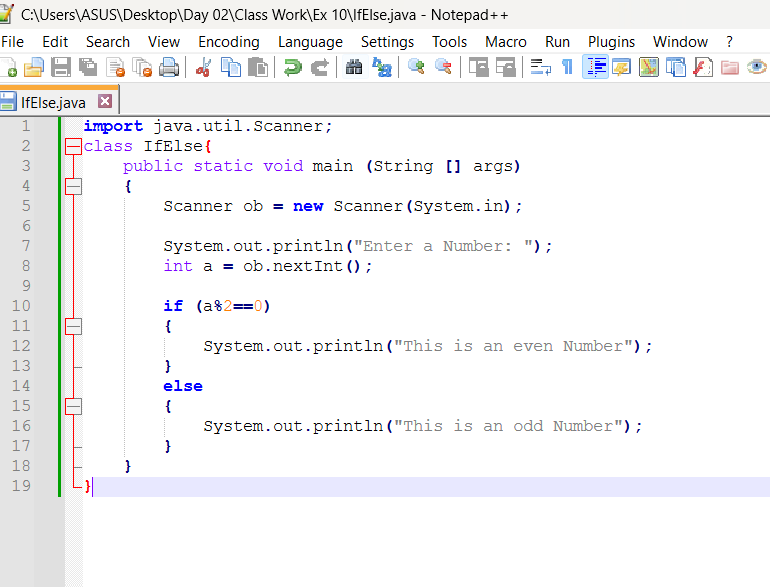 C:\Users\ASUS\Desktop\Day 02\Class Work\Ex 10\IfElse.java - Notepad++
File Edit Search View Encoding Language Settings Tools Macro Run Plugins Window ?
IfElse.java
1 import java.util.Scanner;
2 class IfElse{
3 public static void main (String [] args)
4 {
5 Scanner ob = new Scanner(System.in);
6
7 System.out.println("Enter a Number: ");
8 int a = ob.nextInt();
9
10 if (a%2==0)
11 {
12 System.out.println("This is an even Number");
13 }
14 else
15 {
16 System.out.println("This is an odd Number");
17 }
18 }
19 }